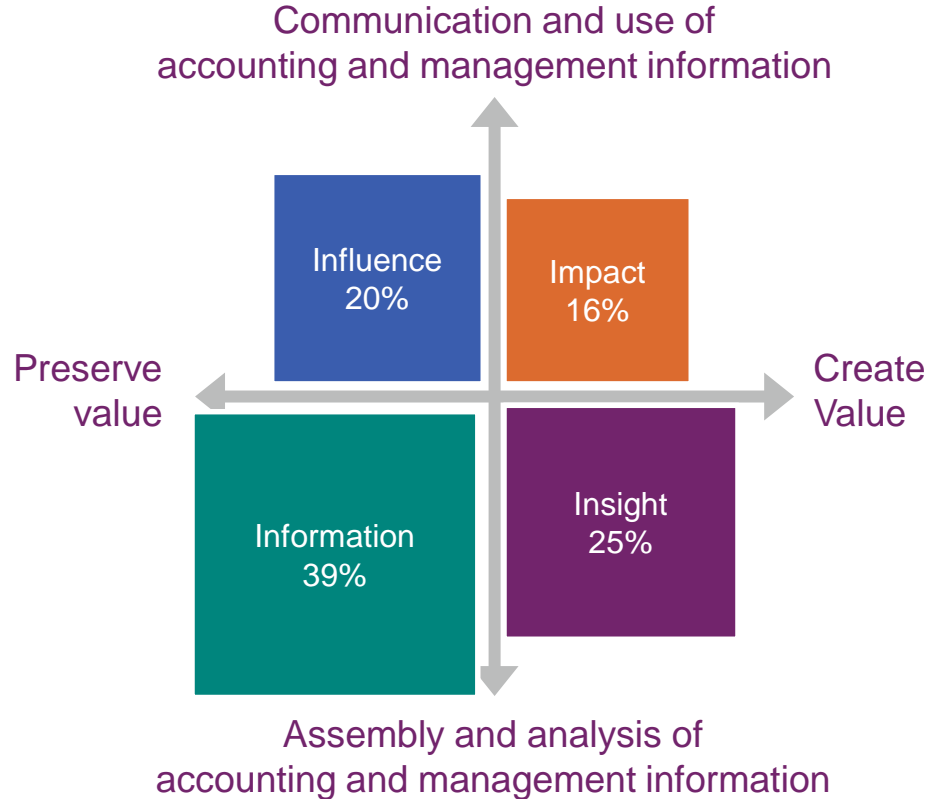 Communication and use of
accounting and management information
Influence
20%
Impact
16%
Preserve
value
Create
Value
Information
39%
Insight
25%
Assembly and analysis of
accounting and management information